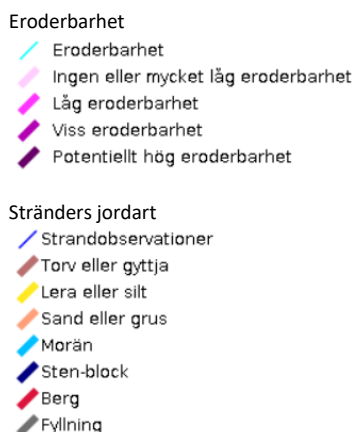 Eroderbarhet
Eroderbarhet
Ingen eller mycket låg eroderbarhet
Låg eroderbarhet
Viss eroderbarhet
Potentiellt hög eroderbarhet
Stränders jordart
Strandobservationer
Torv eller gyttja
Lera eller silt
Sand eller grus
Morän
Sten-block
Berg
Fyllning